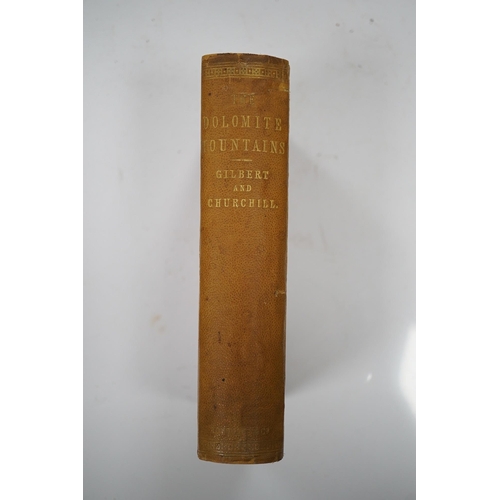 THE
DOLOMITE
MOUNTAINS
GILBERT
AND
CHURCHILL.